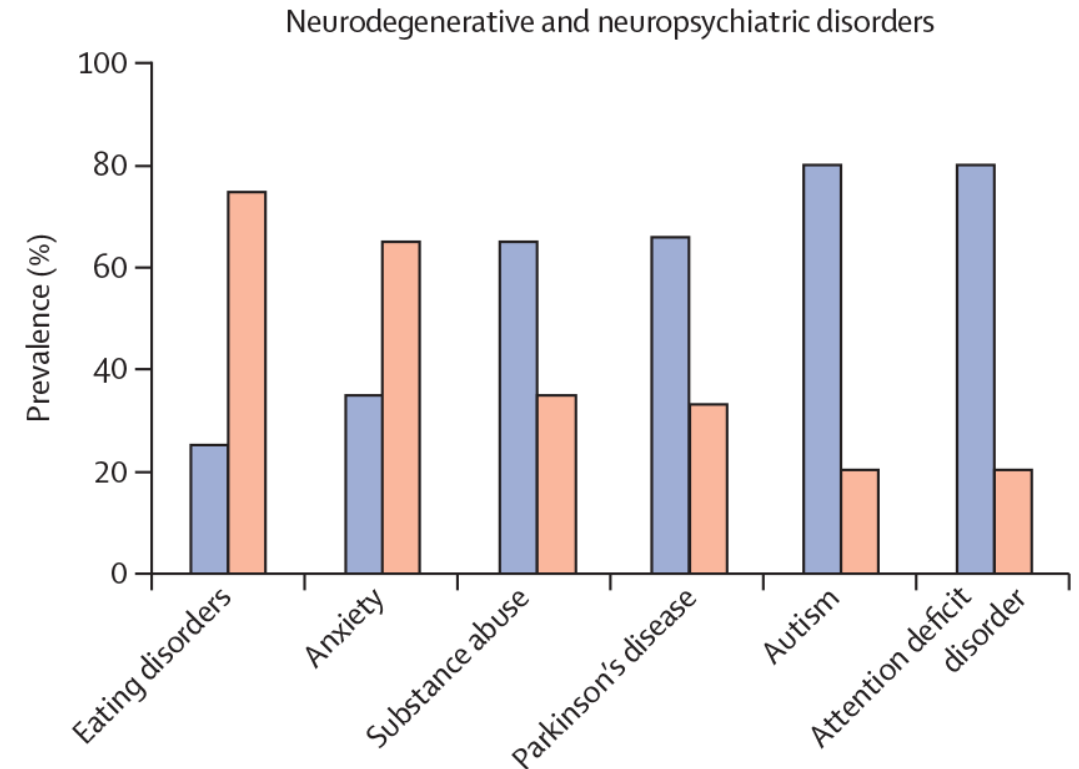 Neurodegenerative and neuropsychiatric disorders
100
80
60
40
20
0
Prevalence (%)
Eating disorders
Anxiety
Substance abuse
Parkinson's disease
Autism
Attention deficit
disorder